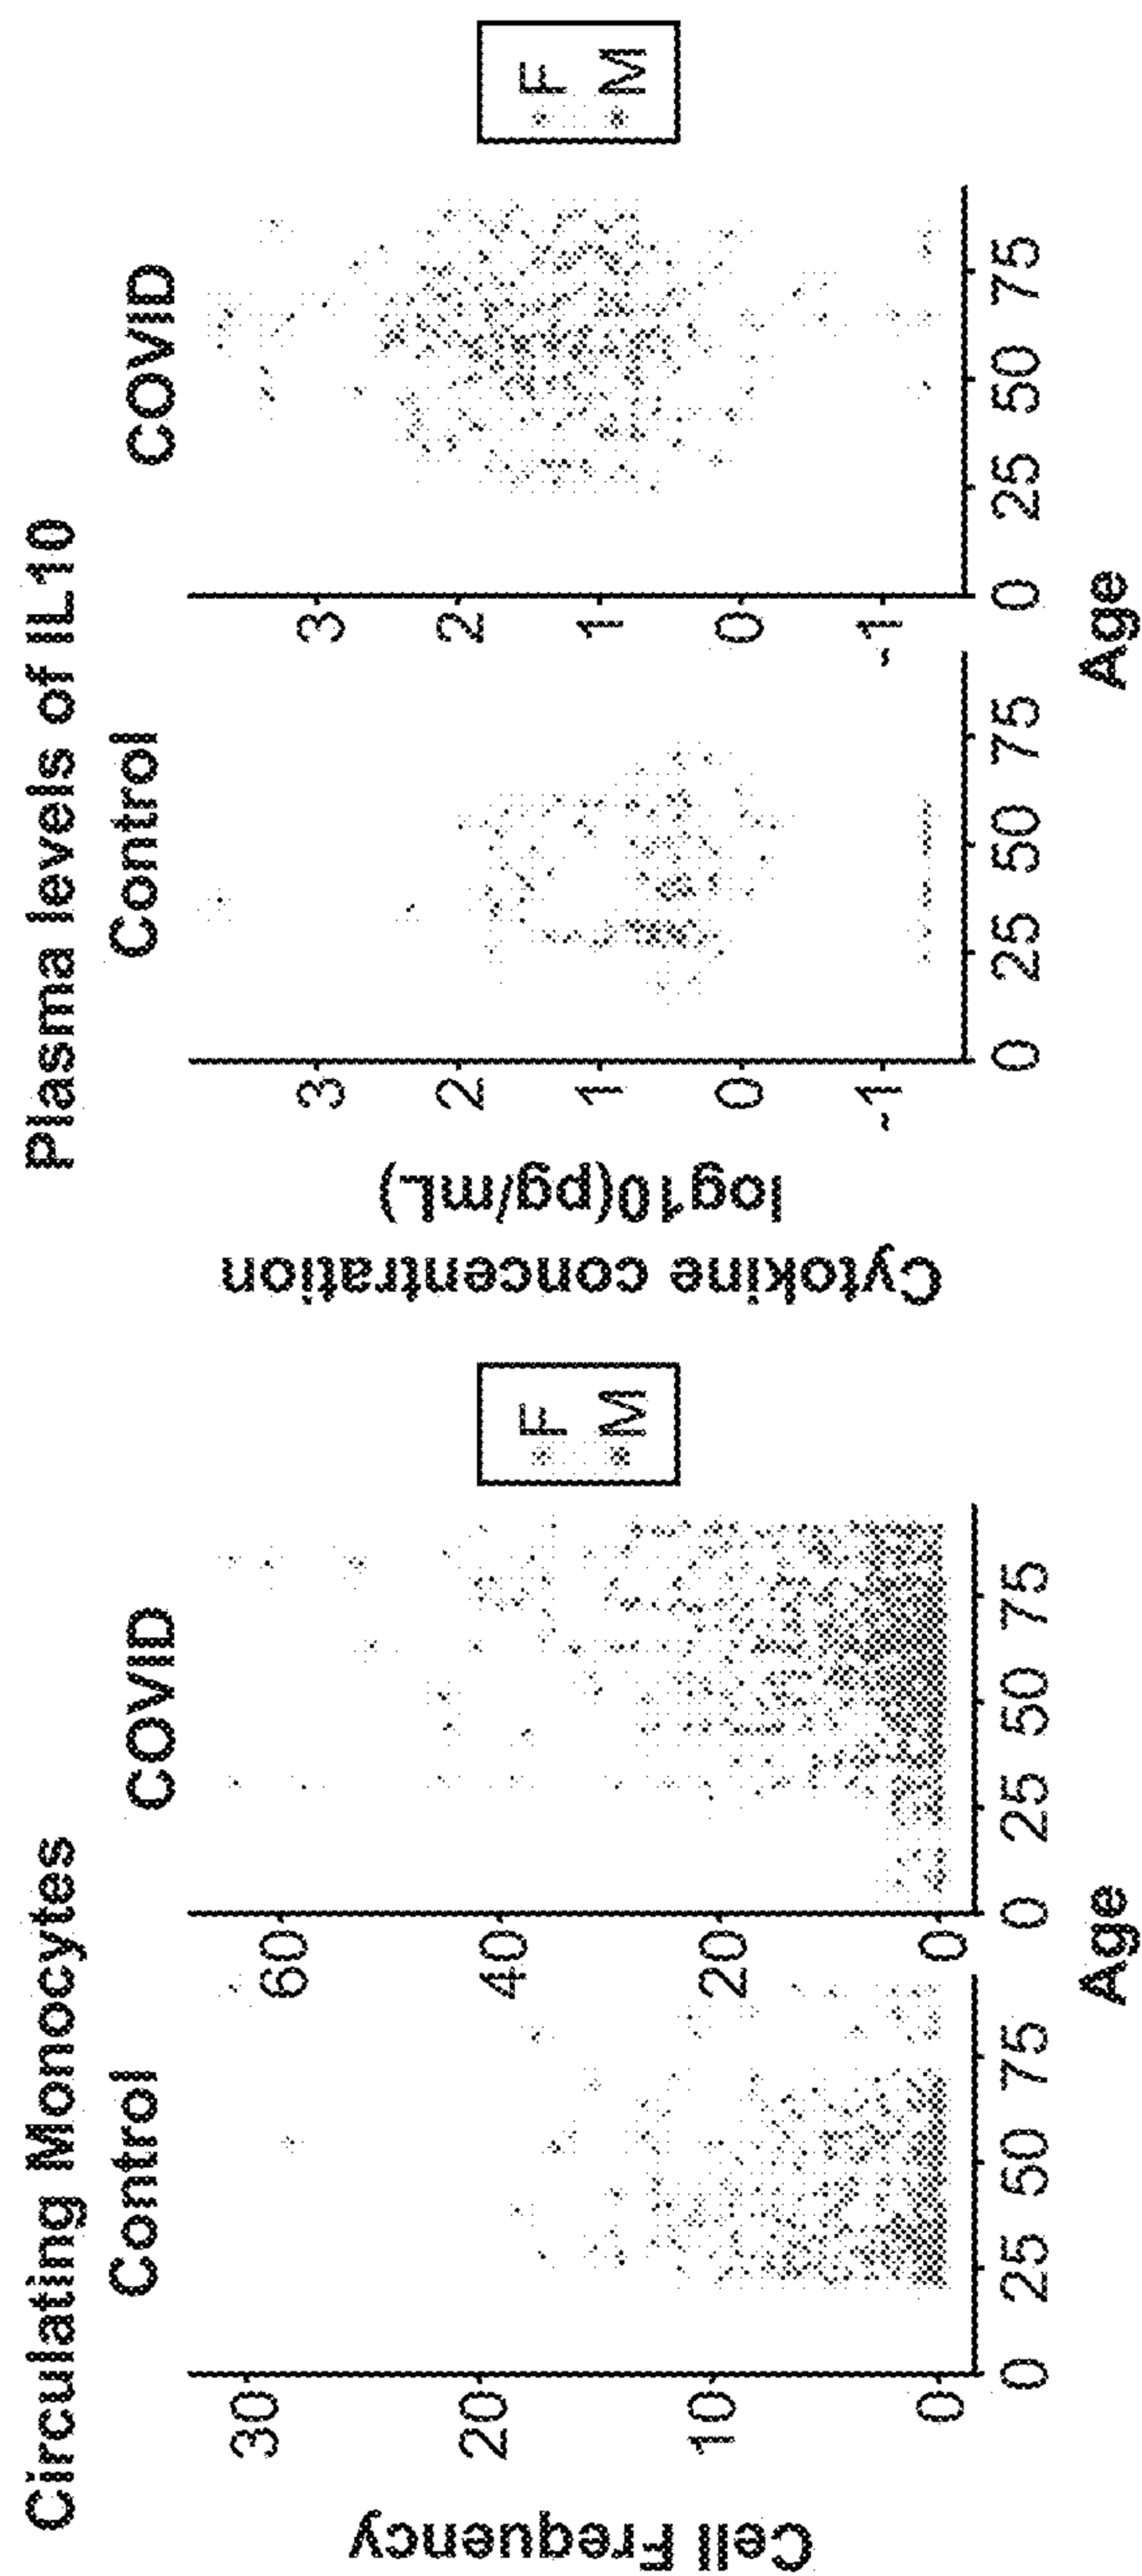 Circulating Monocytes
Control
COVID
Cell Frequency
30
20
10
0
0 25 50 75
60
40
20
0
0 25 50 75
Age
F
M
Plasma levels of IL10
Control
COVID
Cytokine concentration
log10(pg/mL)
3
2
1
0
-1
0 25 50 75
3
2
1
0
-1
0 25 50 75
Age
F
M